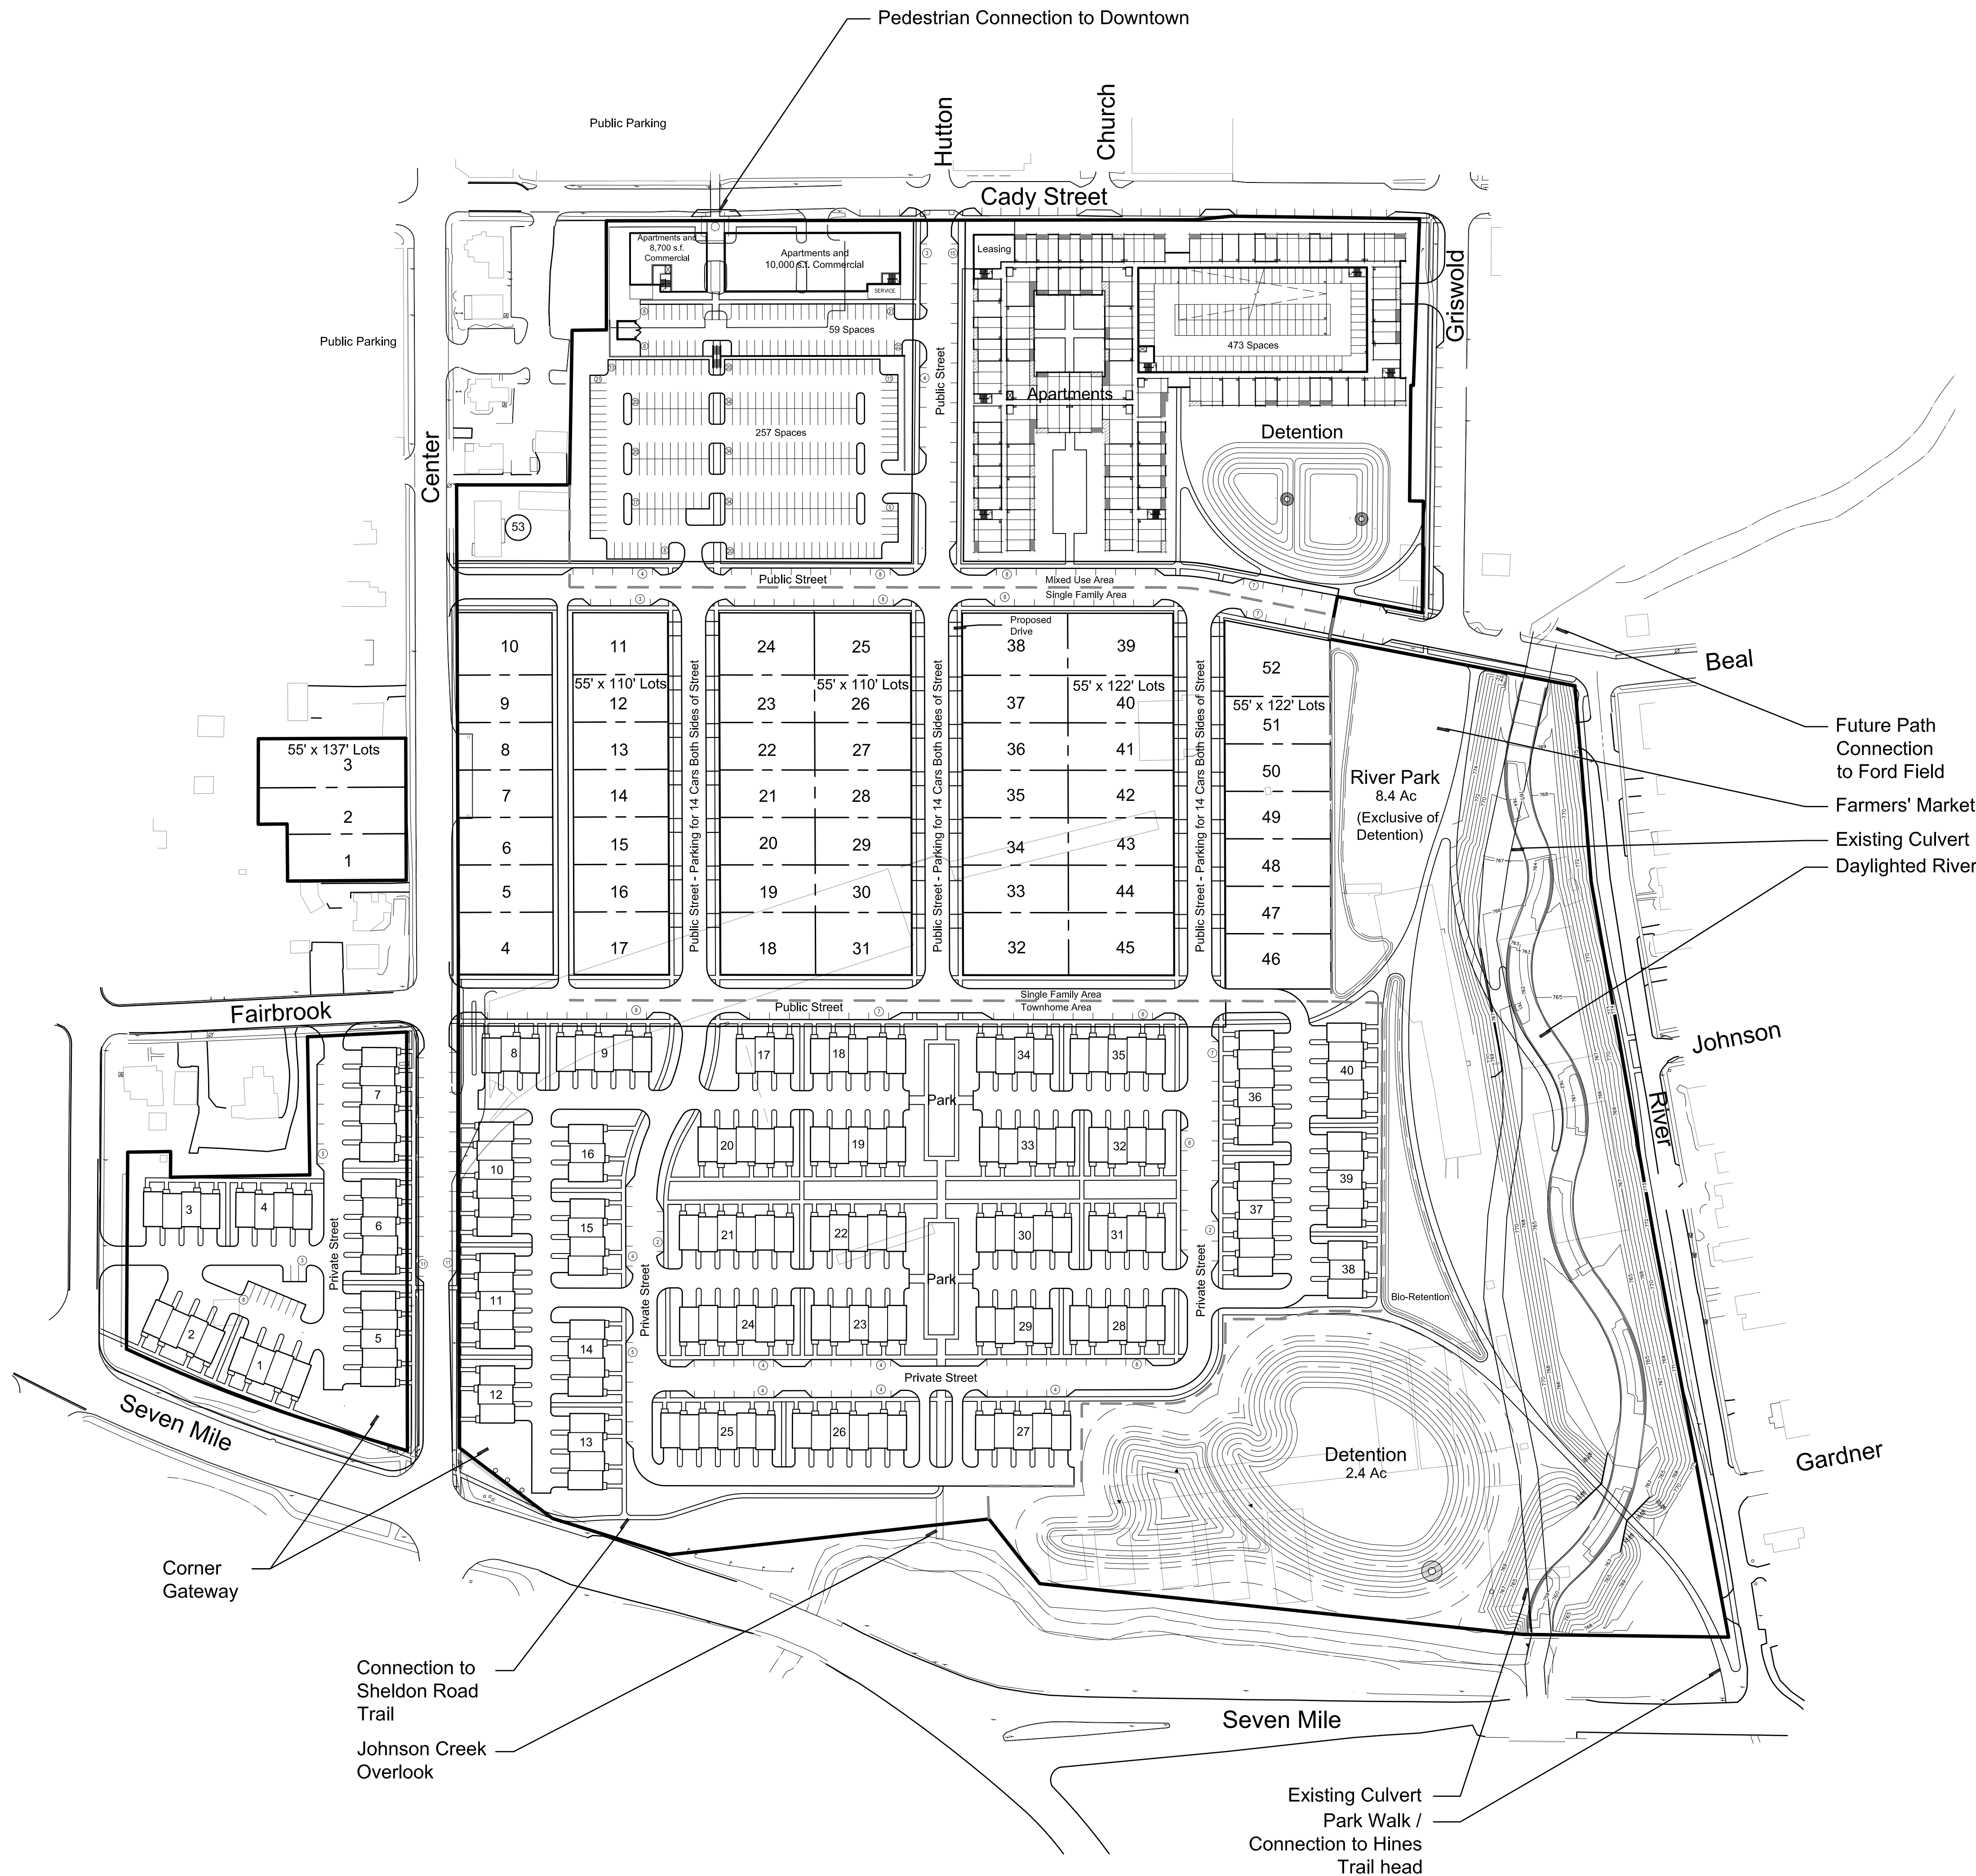 Pedestrian Connection to Downtown
Public Parking
Hutton
Church
Cady Street
Public Parking
Center
Griswold
Apartments and
8,700 s.f.
Commercial
Apartments and
10,000 s.f. Commercial
SERVICE
59 Spaces
257 Spaces
Public Street
Leasing
473 Spaces
Apartments
Detention
53
Public Street
Mixed Use Area
Single Family Area
Beal
55' x 137' Lots
3
2
1
10
9
8
7
6
5
4
11
55' x 110' Lots
12
13
14
15
16
17
Public Street - Parking for 14 Cars Both Sides of Street
24
23
22
21
20
19
18
25
55' x 110' Lots
26
27
28
29
30
31
Public Street - Parking for 14 Cars Both Sides of Street
Proposed
Drive
38
37
36
35
34
33
32
39
55' x 122' Lots
40
41
42
43
44
45
Public Street - Parking for 14 Cars Both Sides of Street
52
55' x 122' Lots
51
50
49
48
47
46
River Park
8.4 Ac
(Exclusive of
Detention)
Future Path
Connection
to Ford Field
Farmers' Market
Existing Culvert
Daylighted River
Fairbrook
Public Street
Single Family Area
Townhome Area
Johnson
River
7
6
5
3
4
2
1
Private Street
8
9
10
11
12
16
15
14
13
Private Street
17
18
34
35
Park
20
19
33
32
21
22
30
31
Park
24
23
29
28
Private Street
25
26
27
36
37
40
39
38
Private Street
Bio-Retention
Detention
2.4 Ac
Gardner
Seven Mile
Corner
Gateway
Connection to
Sheldon Road
Trail
Johnson Creek
Overlook
Seven Mile
Existing Culvert
Park Walk /
Connection to Hines
Trail head